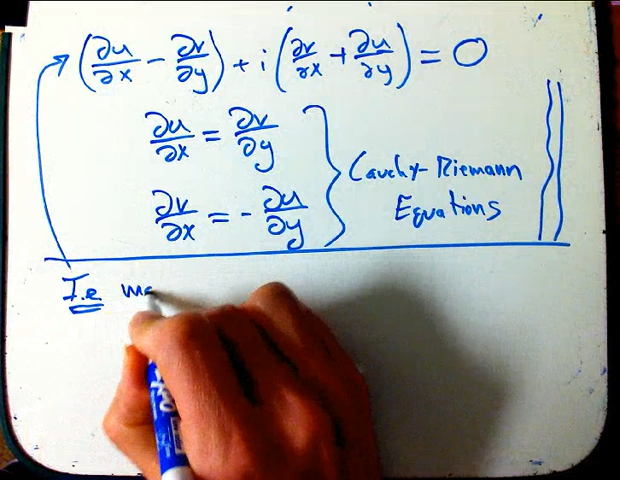 (∂u/∂x - ∂v/∂y) + i (∂v/∂x + ∂u/∂y) = 0
∂u/∂x = ∂v/∂y
∂v/∂x = - ∂u/∂y
Cauchy-Riemann
Equations
I.e